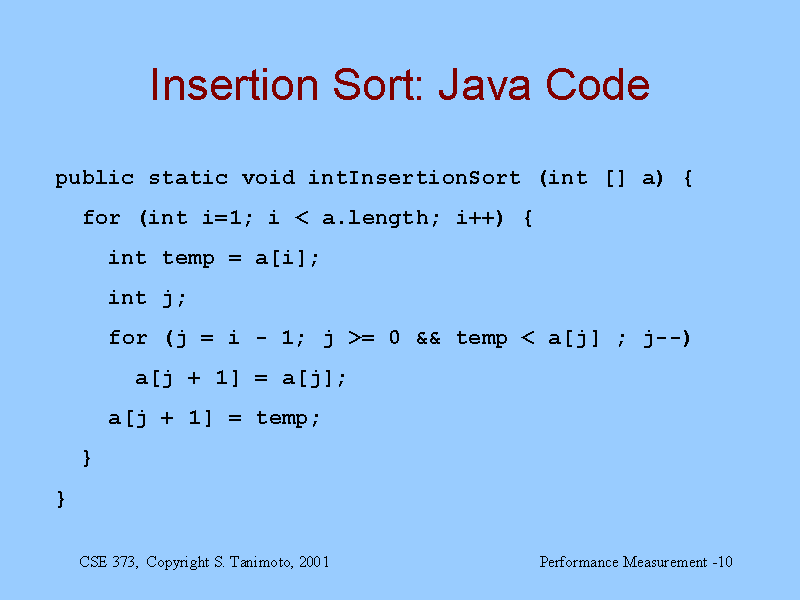 Insertion Sort: Java Code
public static void intInsertionSort (int [] a) {
for (int i=1; i < a.length; i++) {
int temp = a[i];
int j;
for (j = i - 1; j >= 0 && temp < a[j] ; j--)
a[j + 1] = a[j];
a[j + 1] = temp;
}
}
CSE 373, Copyright S. Tanimoto, 2001
Performance Measurement -10